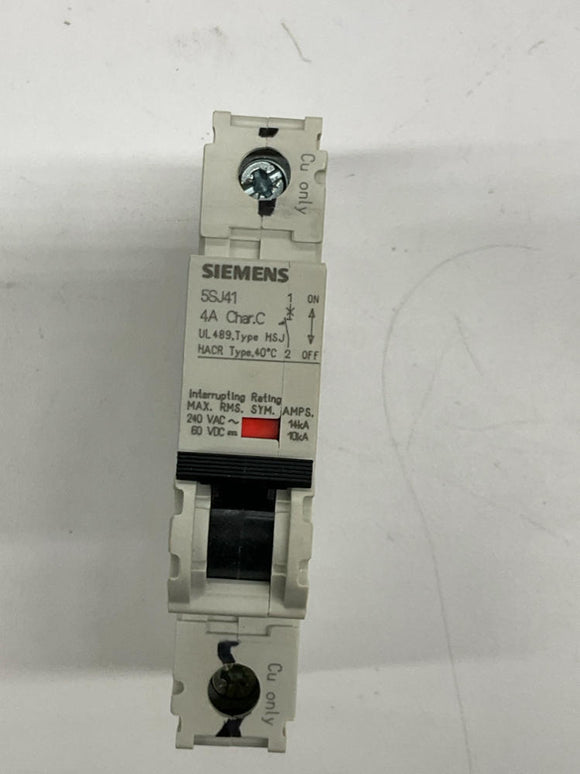 Cu only
SIEMENS
5SJ41 1 ON
4A Char.C
UL489.Type HSJ
HACR Type.40°C 2 OFF
Interrupting Rating
MAX. RMS. SYM. AMPS.
240 VAC ~ 14kA
60 VDC ⎓ 10kA
Cu only